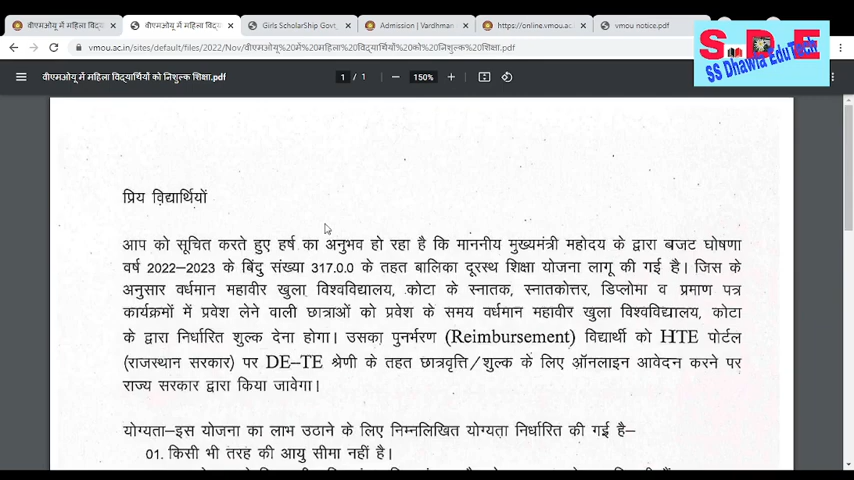 वीएमओयू में महिला विद्य
वीएमओयू में महिला विद्य
Girls ScholarShip Gov
Admission | Vardhman
https://online.vmou.ac.
vmou notice.pdf
vmou.ac.in/sites/default/files/2022/Nov/वीएमओयू%20में%20महिला%20विद्यार्थियों%20को%20निशुल्क%20शिक्षा.pdf
वीएमओयू में महिला विद्यार्थियों को निशुल्क शिक्षा.pdf
1 / 1
150%
SDE
SS Dhawla EduTech
प्रिय विद्यार्थियों
आप को सूचित करते हुए हर्ष का अनुभव हो रहा है कि माननीय मुख्यमंत्री महोदय के द्वारा बजट घोषणा
वर्ष 2022–2023 के बिंदु संख्या 317.0.0 के तहत बालिका दूरस्थ शिक्षा योजना लागू की गई है। जिस के
अनुसार वर्धमान महावीर खुला विश्वविद्यालय, कोटा के स्नातक, स्नातकोत्तर, डिप्लोमा व प्रमाण पत्र
कार्यक्रमों में प्रवेश लेने वाली छात्राओं को प्रवेश के समय वर्धमान महावीर खुला विश्वविद्यालय, कोटा
के द्वारा निर्धारित शुल्क देना होगा। उसका पुनर्भरण (Reimbursement) विद्यार्थी को HTE पोर्टल
(राजस्थान सरकार) पर DE–TE श्रेणी के तहत छात्रवृत्ति/शुल्क के लिए ऑनलाइन आवेदन करने पर
राज्य सरकार द्वारा किया जावेगा।
योग्यता–इस योजना का लाभ उठाने के लिए निम्नलिखित योग्यता निर्धारित की गई है–
01. किसी भी तरह की आयु सीमा नहीं है।